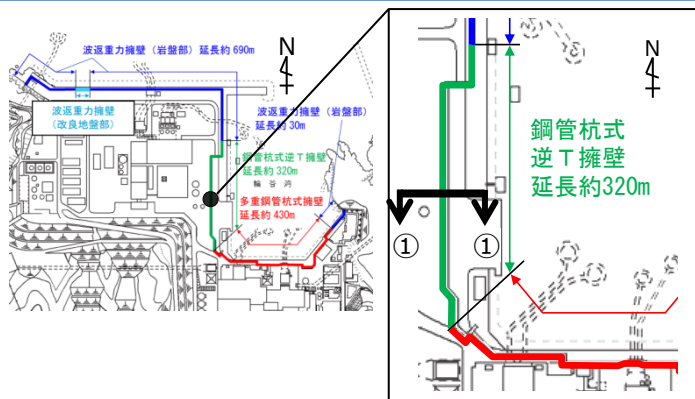 波返重力擁壁（岩盤部）延長約690m
N
波返重力擁壁
（改良地盤部）
波返重力擁壁（岩盤部）
延長約30m
鋼管杭式逆Ｔ擁壁
延長約320m
輪谷湾
多重鋼管杭式擁壁
延長約430m
N
鋼管杭式
逆Ｔ擁壁
延長約320m
①
①